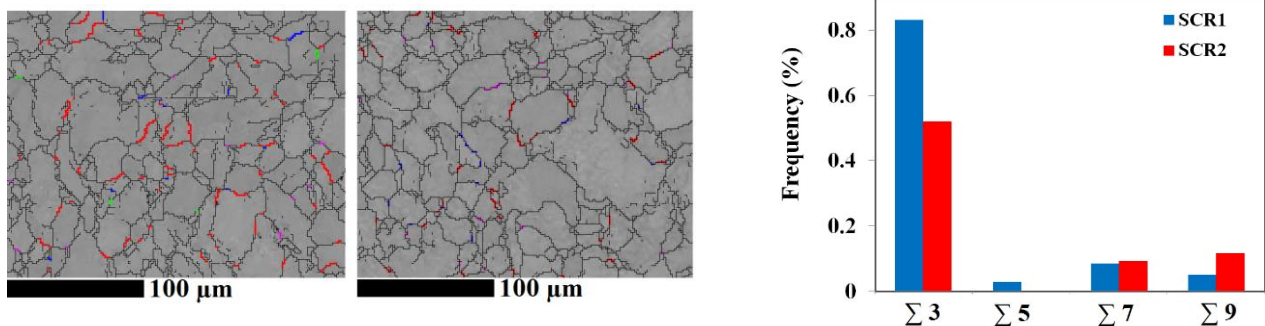 100 μm
100 μm
Frequency (%)
0.8
0.6
0.4
0.2
0
SCR1
SCR2
∑ 3
∑ 5
∑ 7
∑ 9